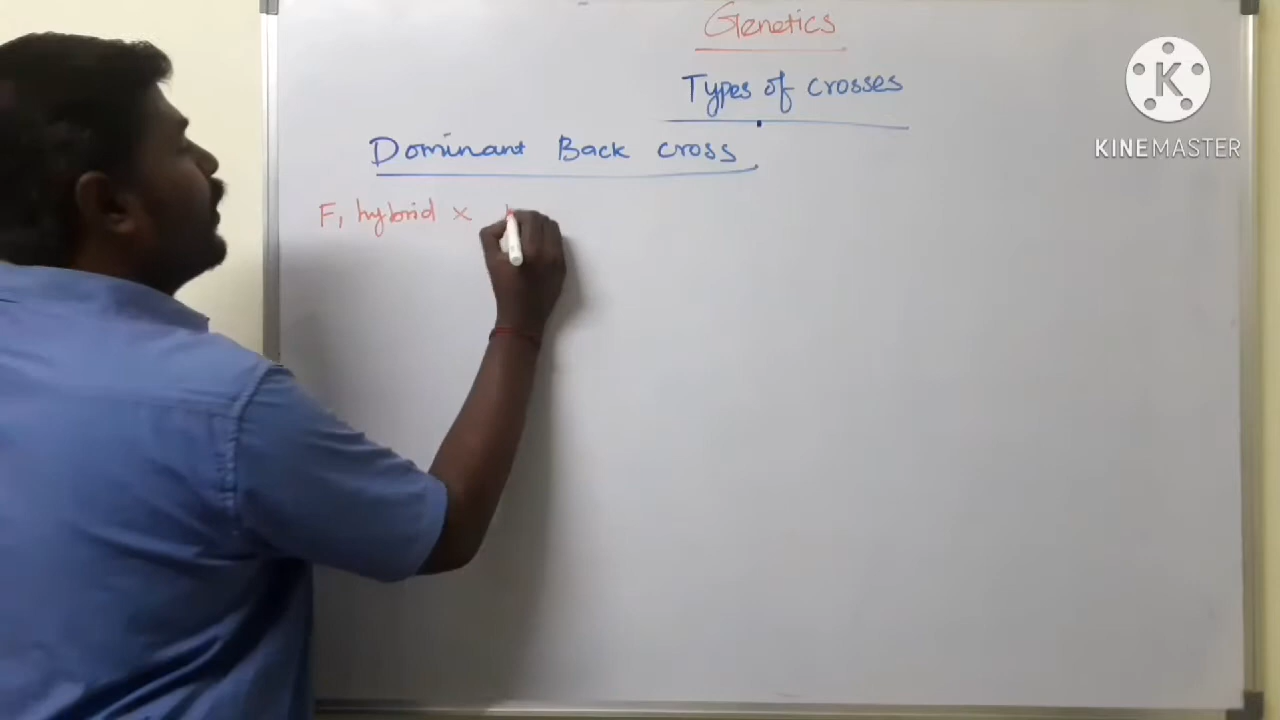 Genetics
Types of crosses
K
KINEMASTER
Dominant Back cross
F1 hybrid ×